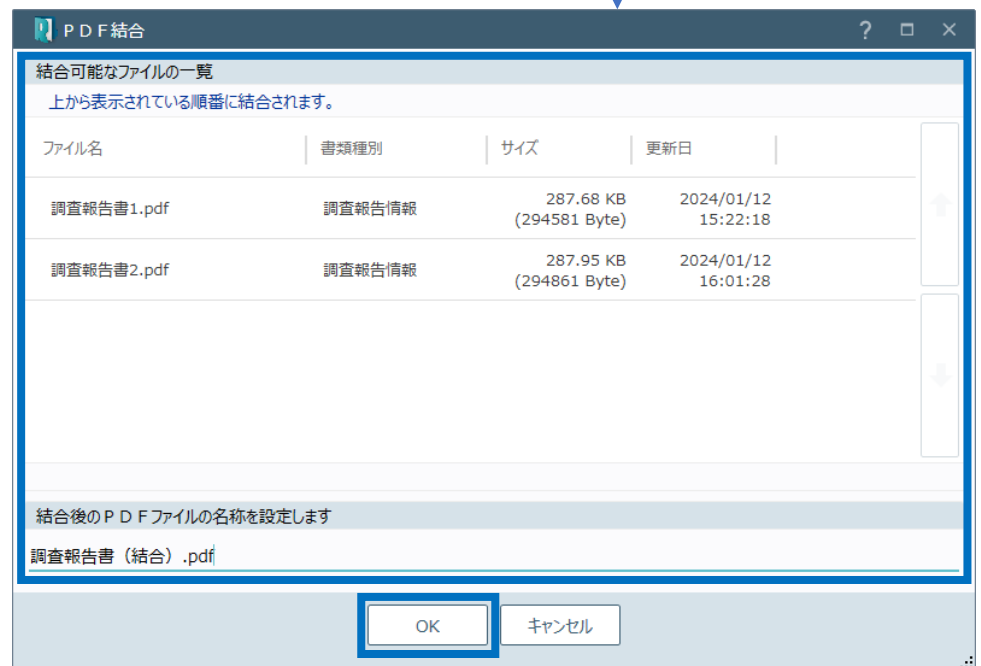 ＰＤＦ結合
結合可能なファイルの一覧
上から表示されている順番に結合されます。
ファイル名 書類種別 サイズ 更新日
調査報告書1.pdf 調査報告情報 287.68 KB 2024/01/12
(294581 Byte) 15:22:18
調査報告書2.pdf 調査報告情報 287.95 KB 2024/01/12
(294861 Byte) 16:01:28
結合後のＰＤＦファイルの名称を設定します
調査報告書（結合）.pdf
OK キャンセル